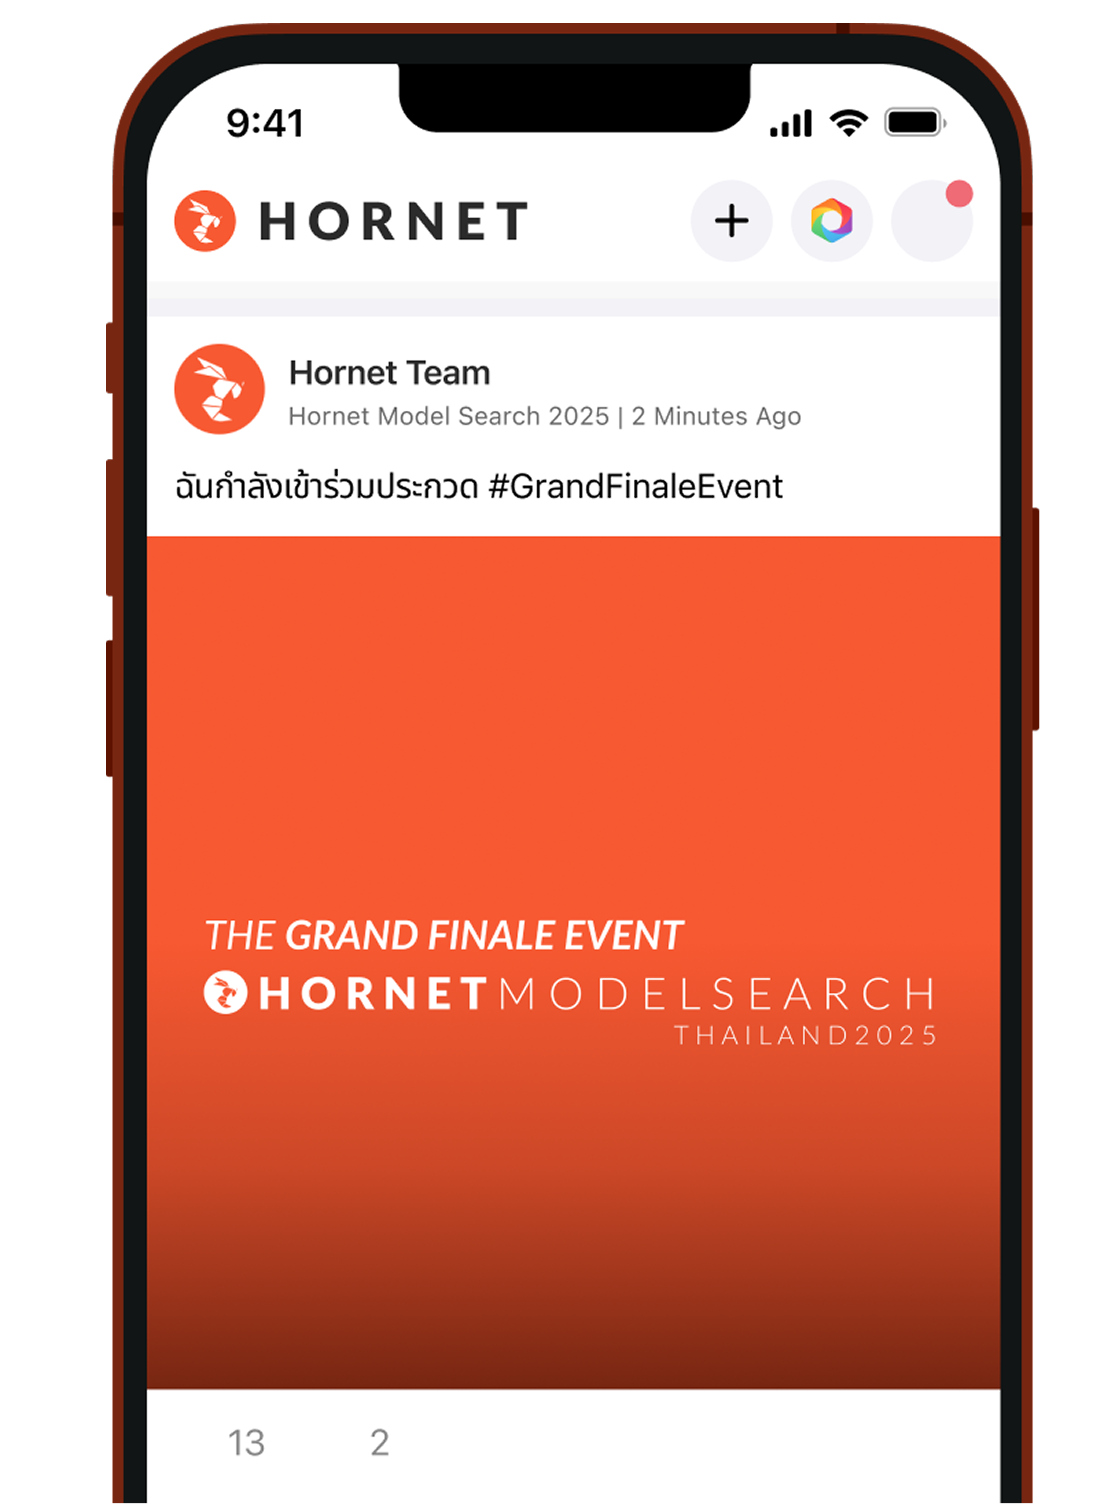 9:41
HORNET
Hornet Team
Hornet Model Search 2025 | 2 Minutes Ago
ฉันกำลังเข้าร่วมประกวด #GrandFinaleEvent
THE GRAND FINALE EVENT
HORNETMODELSEARCH
THAILAND2025
13 2